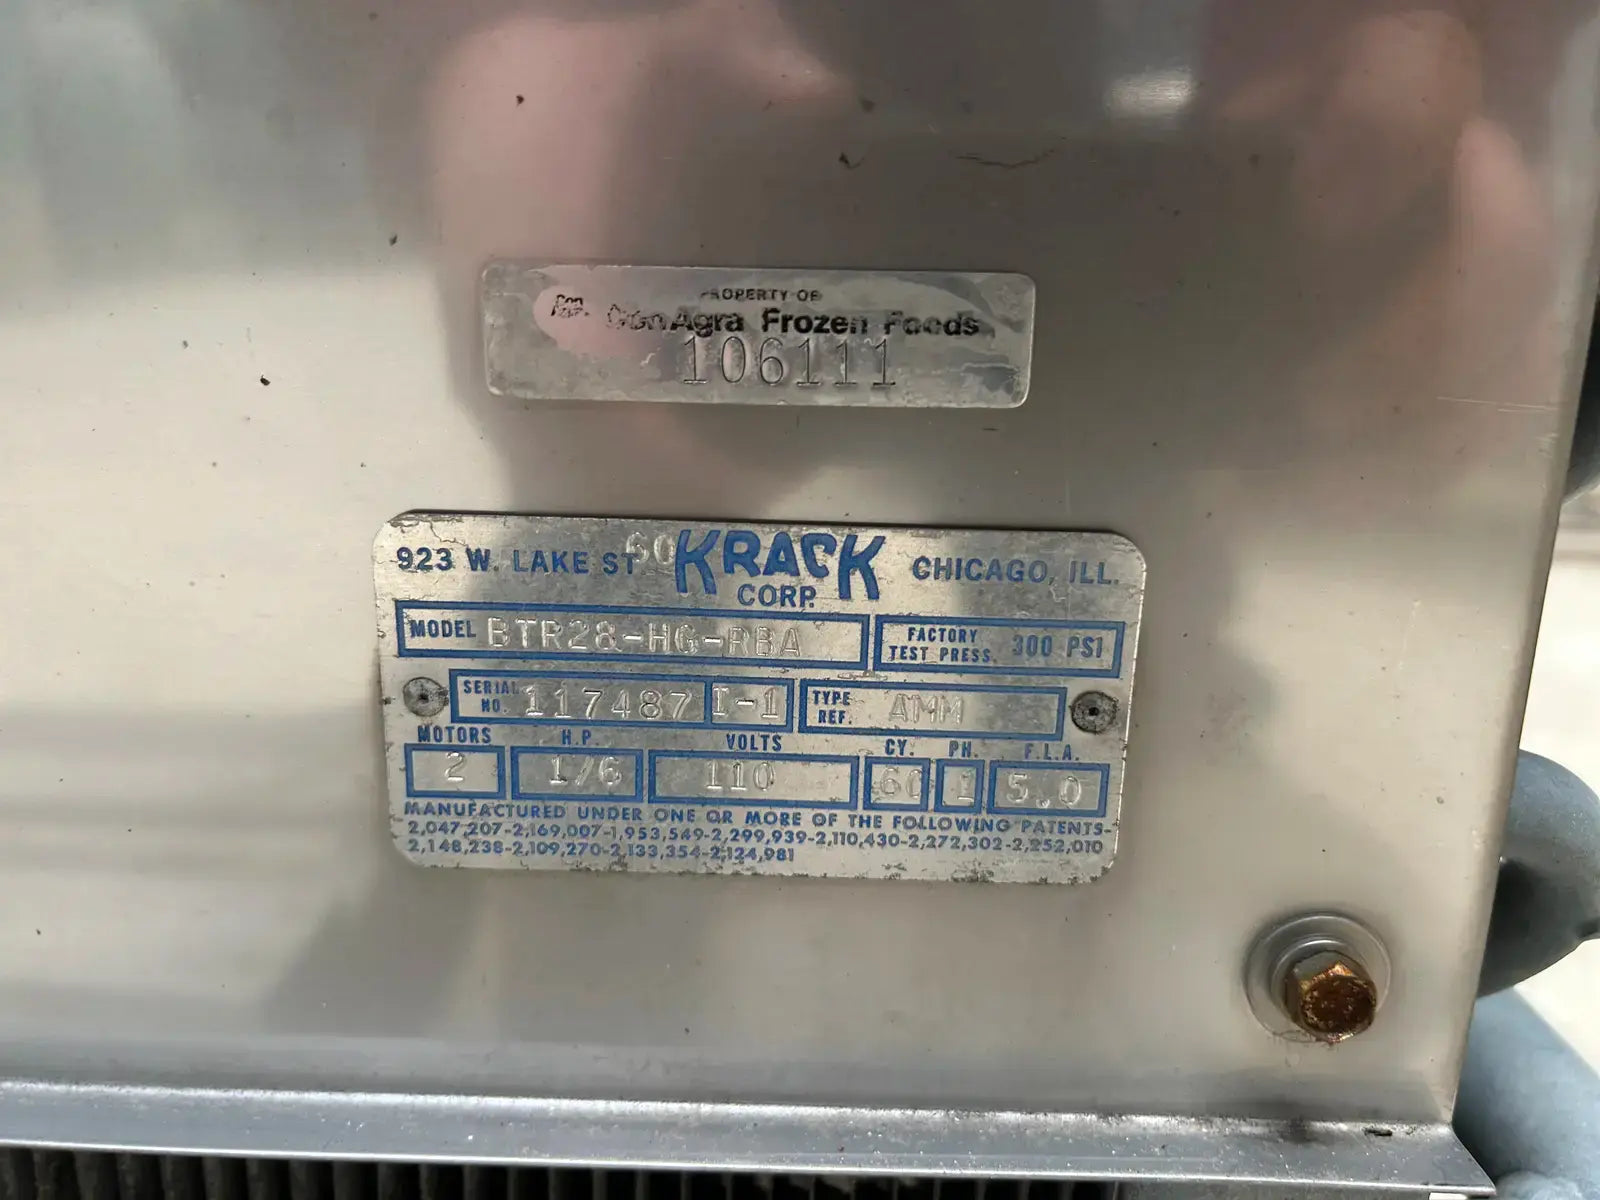 PROPERTY OF
ConAgra Frozen Foods
106111
923 W. LAKE ST 60 KRACK CORP. CHICAGO, ILL.
MODEL BTR28-HG-RBA FACTORY TEST PRESS. 300 PSI
SERIAL NO. 117487 I-1 TYPE REF. AMM
MOTORS H.P. VOLTS CY. PH. F.L.A.
2 1/6 110 60 1 5.0
MANUFACTURED UNDER ONE OR MORE OF THE FOLLOWING PATENTS-
2,047,207-2,169,007-1,953,549-2,299,939-2,110,430-2,272,302-2,252,010
2,148,238-2,109,270-2,133,354-2,124,981